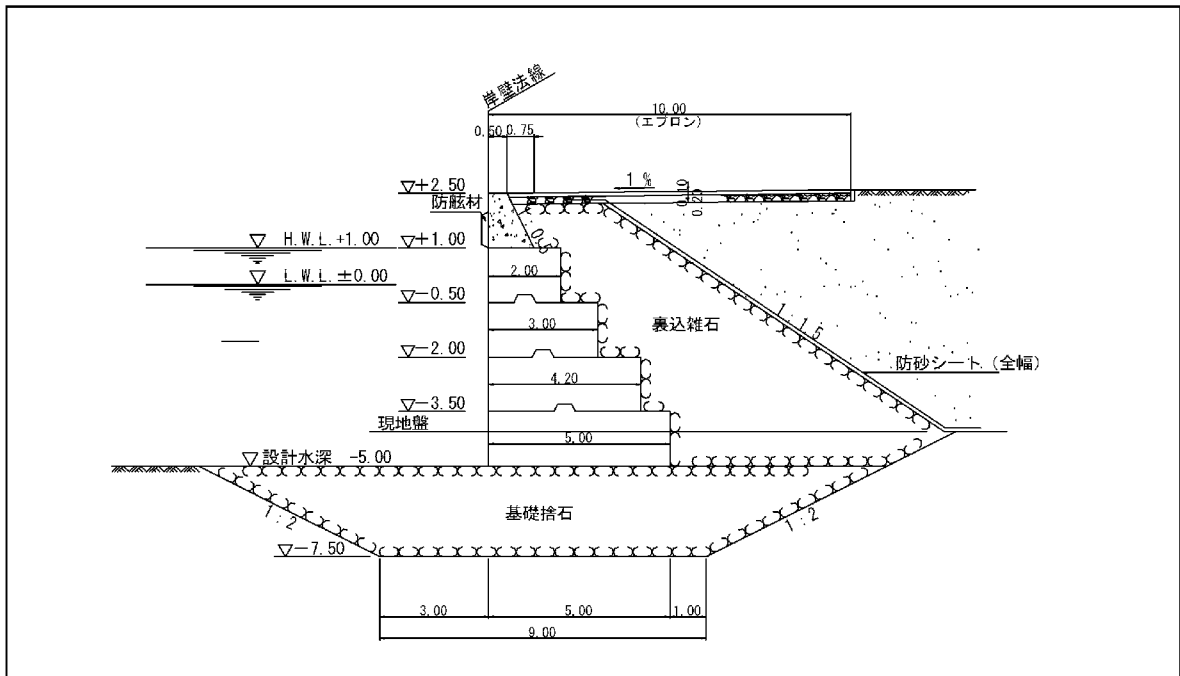 岸壁法線
10.00
(エプロン)
0.50
0.75
▽+2.50
1 %
0.10
0.20
防舷材
H.W.L.+1.00
▽+1.00
0.5
L.W.L.±0.00
2.00
▽-0.50
3.00
裏込雑石
1:1.5
▽-2.00
防砂シート(全幅)
4.20
▽-3.50
現地盤
5.00
▽設計水深 -5.00
1:2
基礎捨石
1:2
▽-7.50
3.00
5.00
1.00
9.00